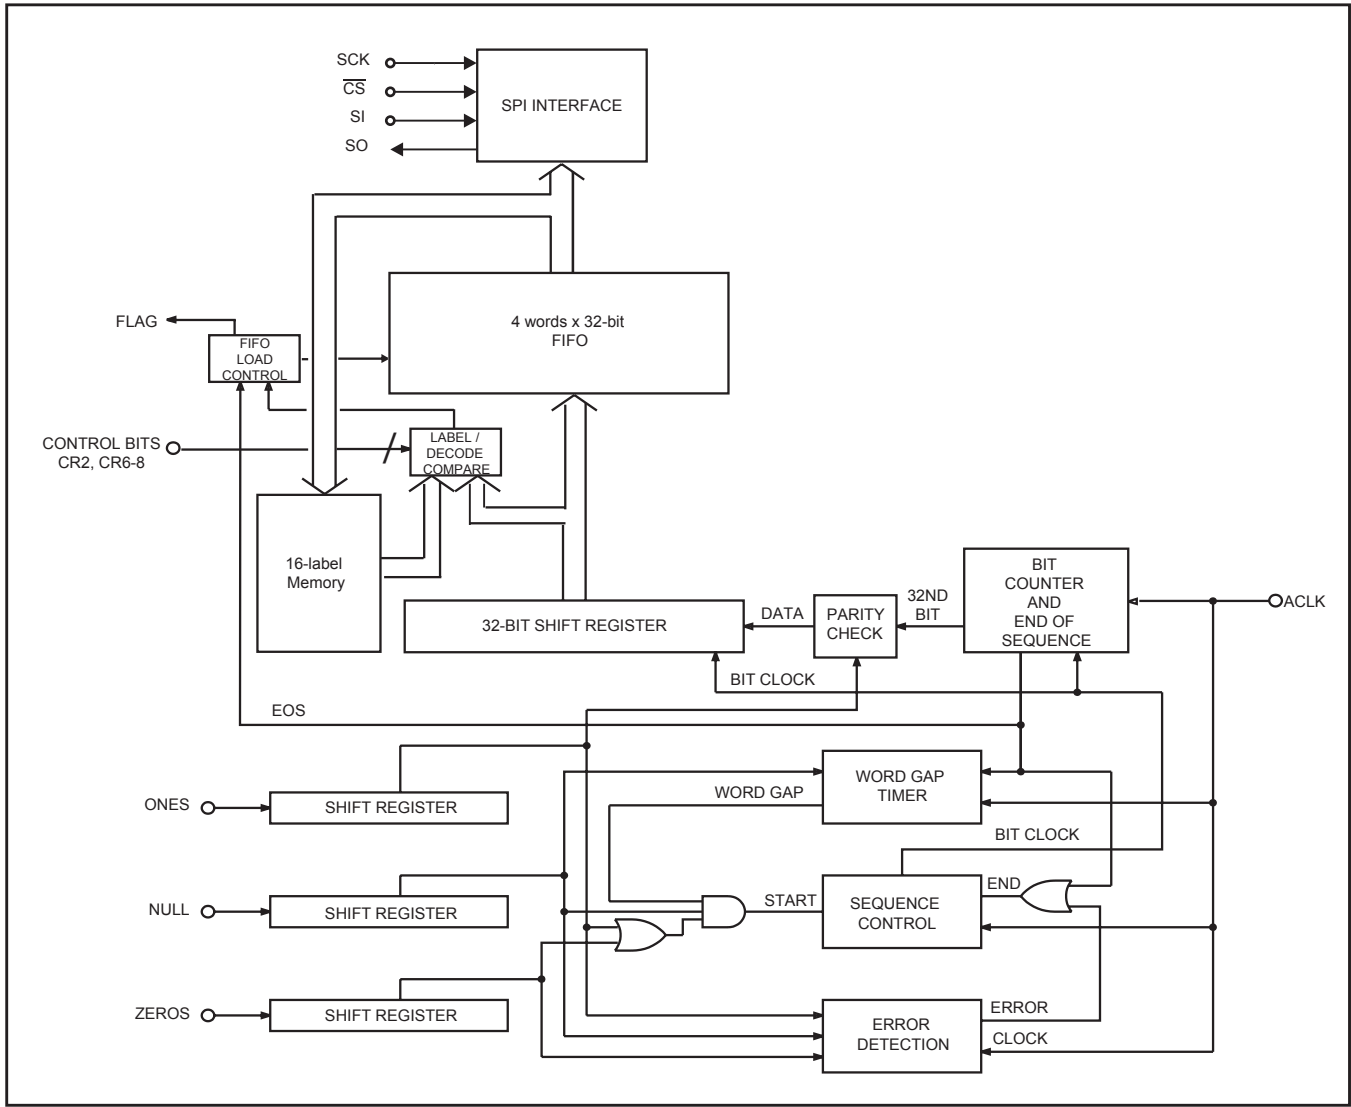 SCK
CS
SI
SO
SPI INTERFACE
4 words x 32-bit
FIFO
FLAG
FIFO
LOAD
CONTROL
CONTROL BITS
CR2, CR6-8
LABEL /
DECODE
COMPARE
16-label
Memory
32-BIT SHIFT REGISTER
DATA
PARITY
CHECK
32ND
BIT
BIT
COUNTER
AND
END OF
SEQUENCE
ACLK
BIT CLOCK
EOS
ONES
SHIFT REGISTER
WORD GAP
WORD GAP
TIMER
BIT CLOCK
NULL
SHIFT REGISTER
START
SEQUENCE
CONTROL
END
ZEROS
SHIFT REGISTER
ERROR
DETECTION
ERROR
CLOCK